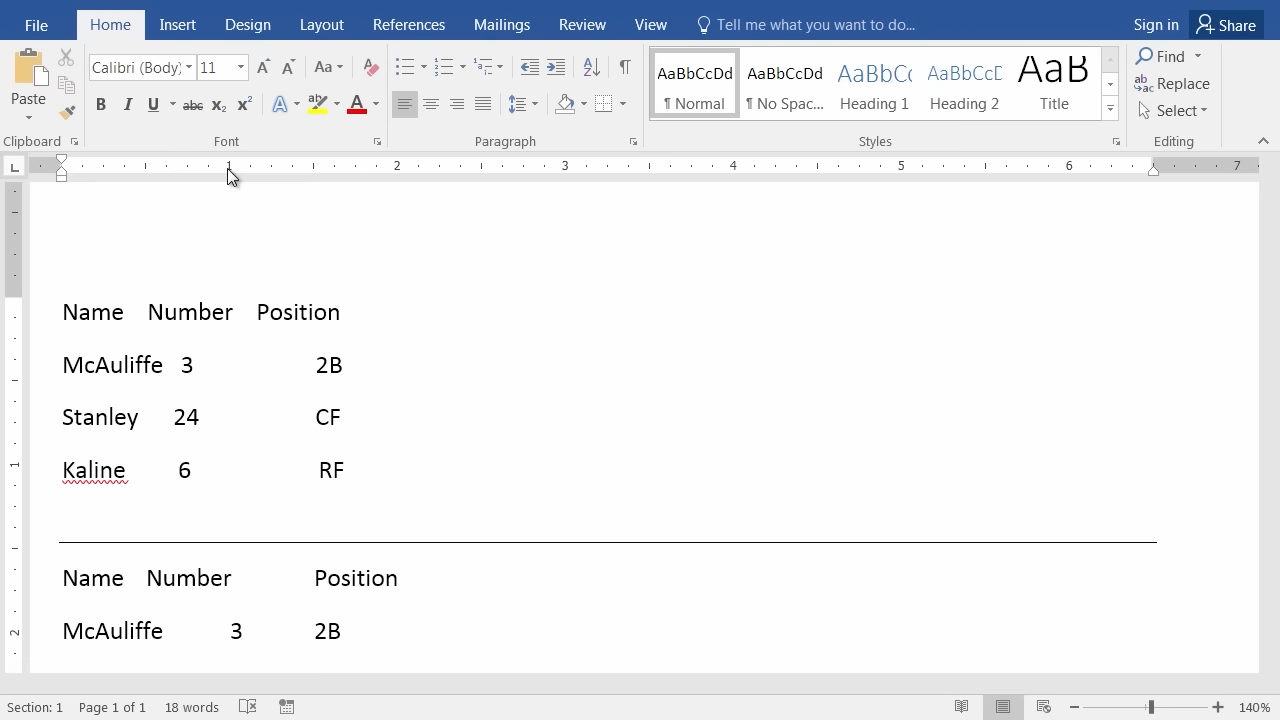 File Home Insert Design Layout References Mailings Review View Tell me what you want to do... Sign in Share
Paste
Calibri (Body) 11 Aa
B I U abc x₂ x² A ab A
AaBbCcDd AaBbCcDd AaBbC AaBbCcD AaB
¶ Normal ¶ No Spac... Heading 1 Heading 2 Title
Find
Replace
Select
Clipboard Font Paragraph Styles Editing
L 1 2 3 4 5 6 7
Name Number Position
McAuliffe 3 2B
Stanley 24 CF
Kaline 6 RF
1
Name Number Position
McAuliffe 3 2B
2
Section: 1 Page 1 of 1 18 words 140%